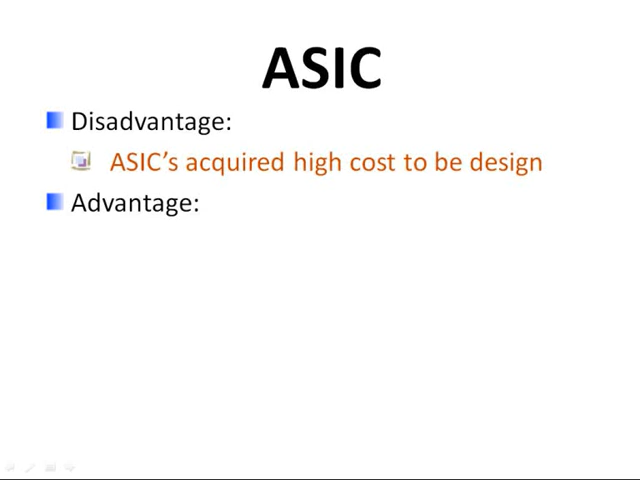 ASIC
Disadvantage:
ASIC’s acquired high cost to be design
Advantage: